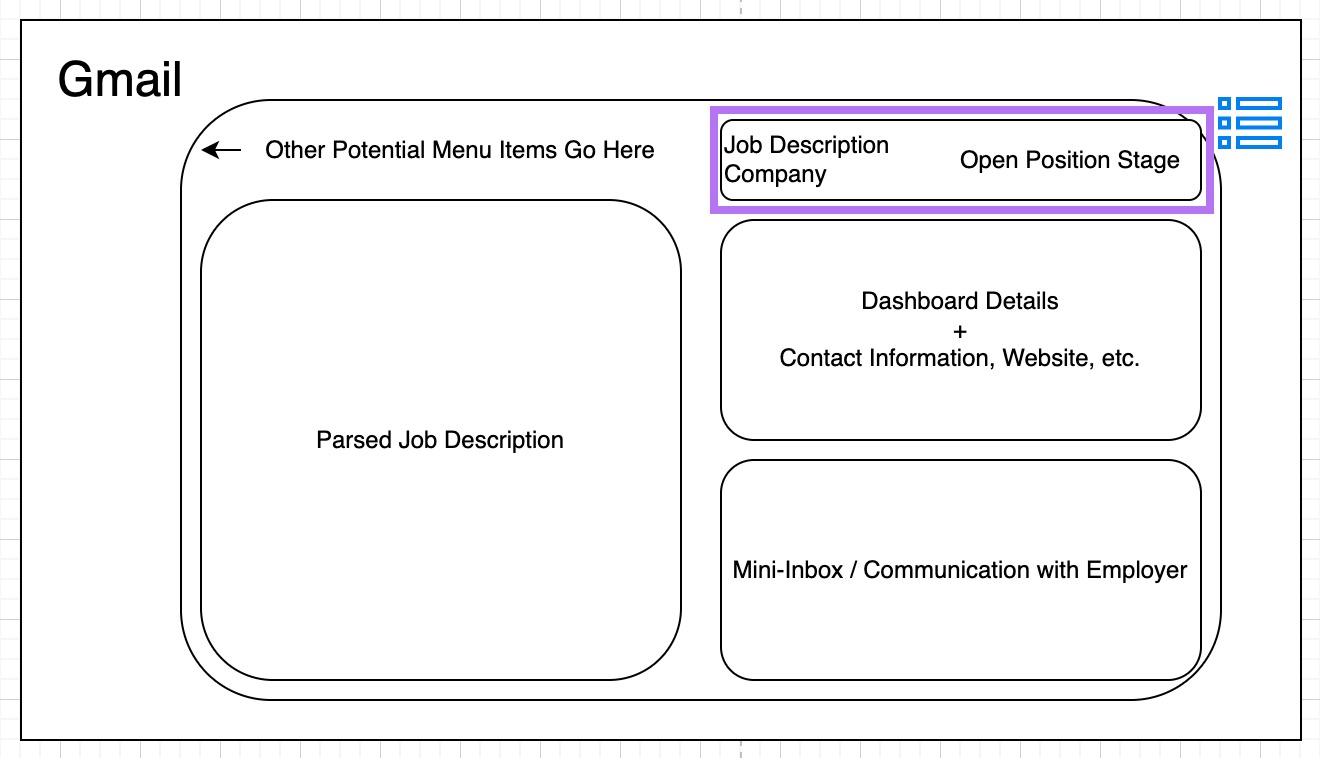 Gmail
Other Potential Menu Items Go Here
Job Description
Company
Open Position Stage
Parsed Job Description
Dashboard Details
+
Contact Information, Website, etc.
Mini-Inbox / Communication with Employer